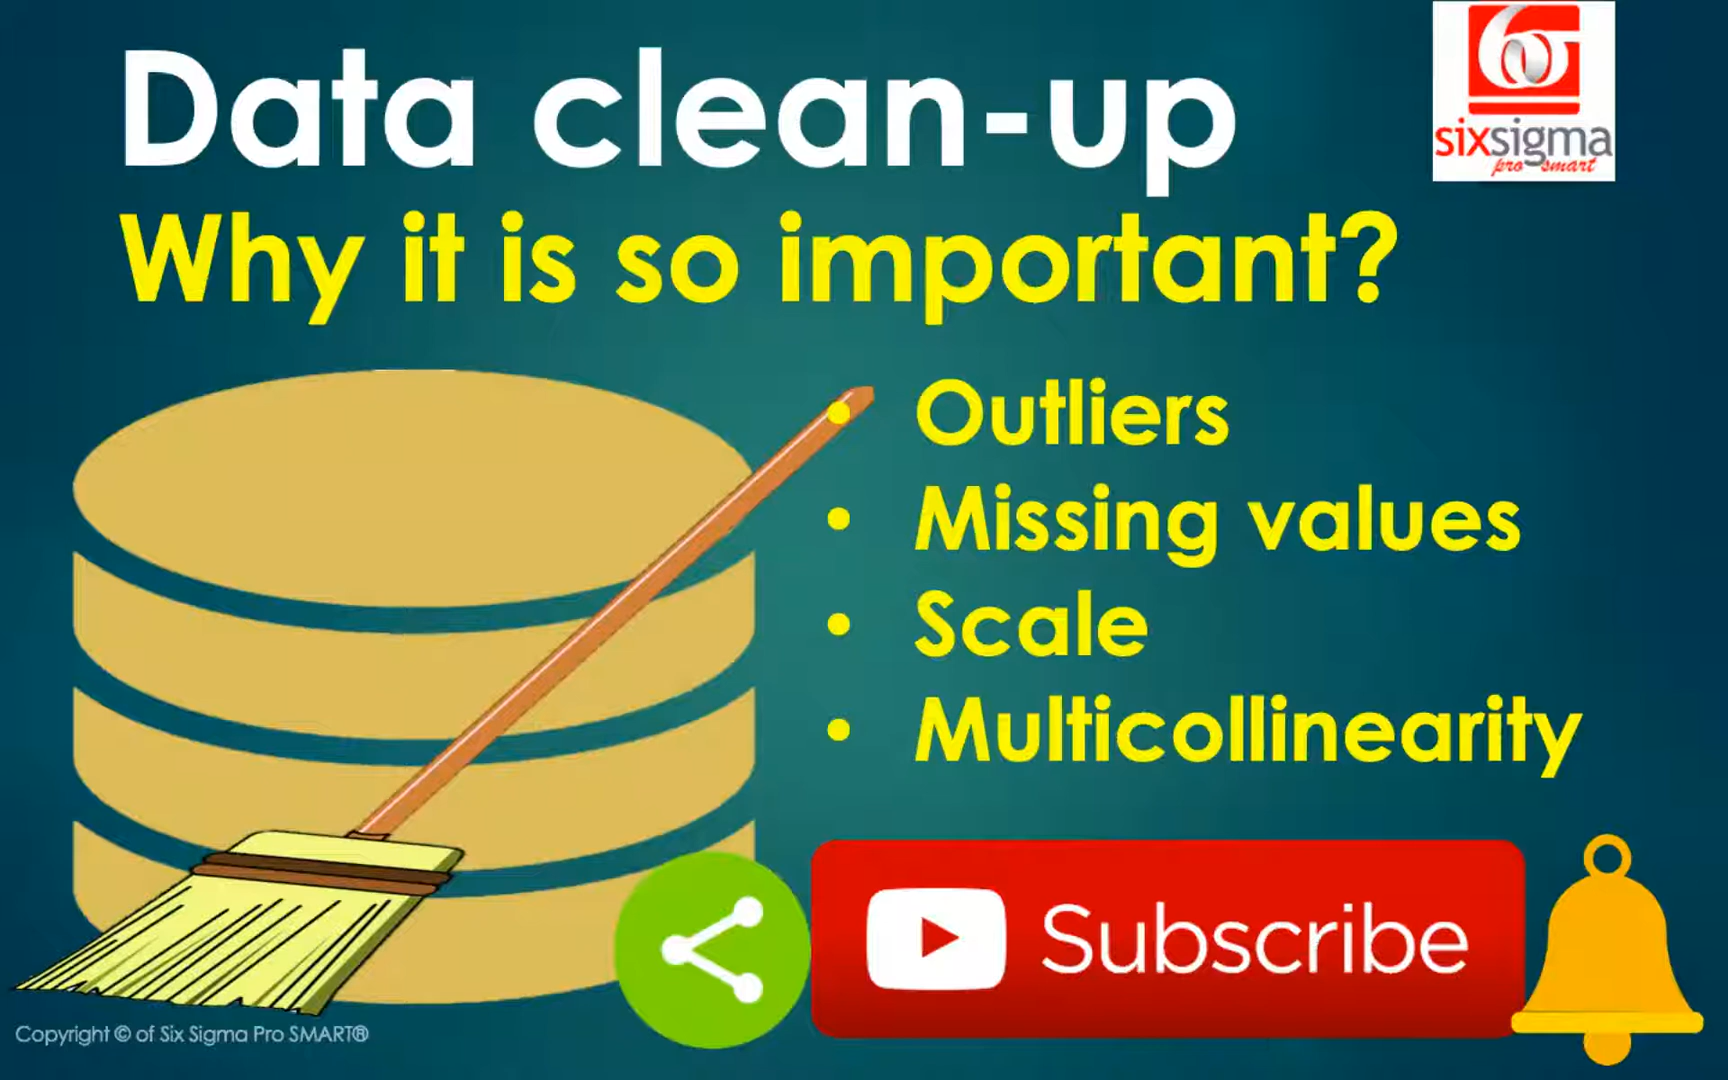 Data clean-up
Why it is so important?
6σ
sixsigma
pro smart
• Outliers
• Missing values
• Scale
• Multicollinearity
Subscribe
Copyright © of Six Sigma Pro SMART®